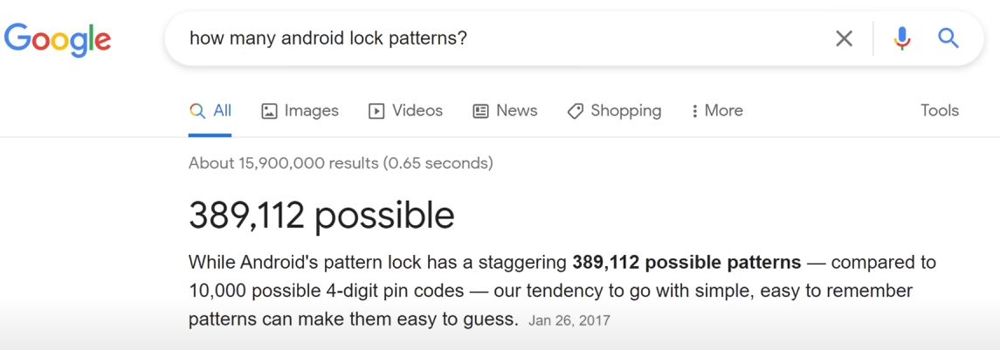 Google
how many android lock patterns?
All Images Videos News Shopping More Tools
About 15,900,000 results (0.65 seconds)
389,112 possible
While Android's pattern lock has a staggering 389,112 possible patterns — compared to
10,000 possible 4-digit pin codes — our tendency to go with simple, easy to remember
patterns can make them easy to guess. Jan 26, 2017